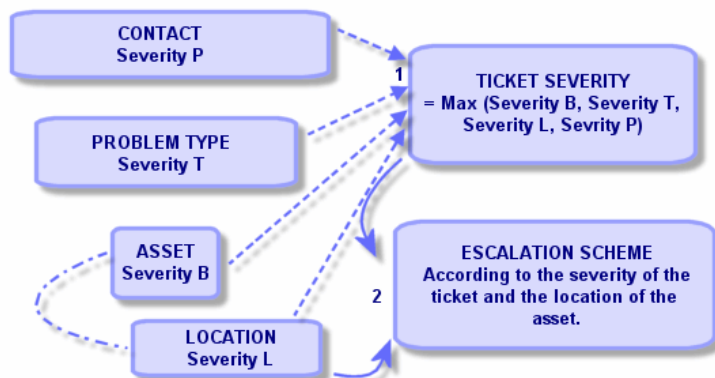 CONTACT
Severity P
1
TICKET SEVERITY
= Max (Severity B, Severity T,
Severity L, Sevrity P)
PROBLEM TYPE
Severity T
ASSET
Severity B
2
ESCALATION SCHEME
According to the severity of the
ticket and the location of the
asset.
LOCATION
Severity L